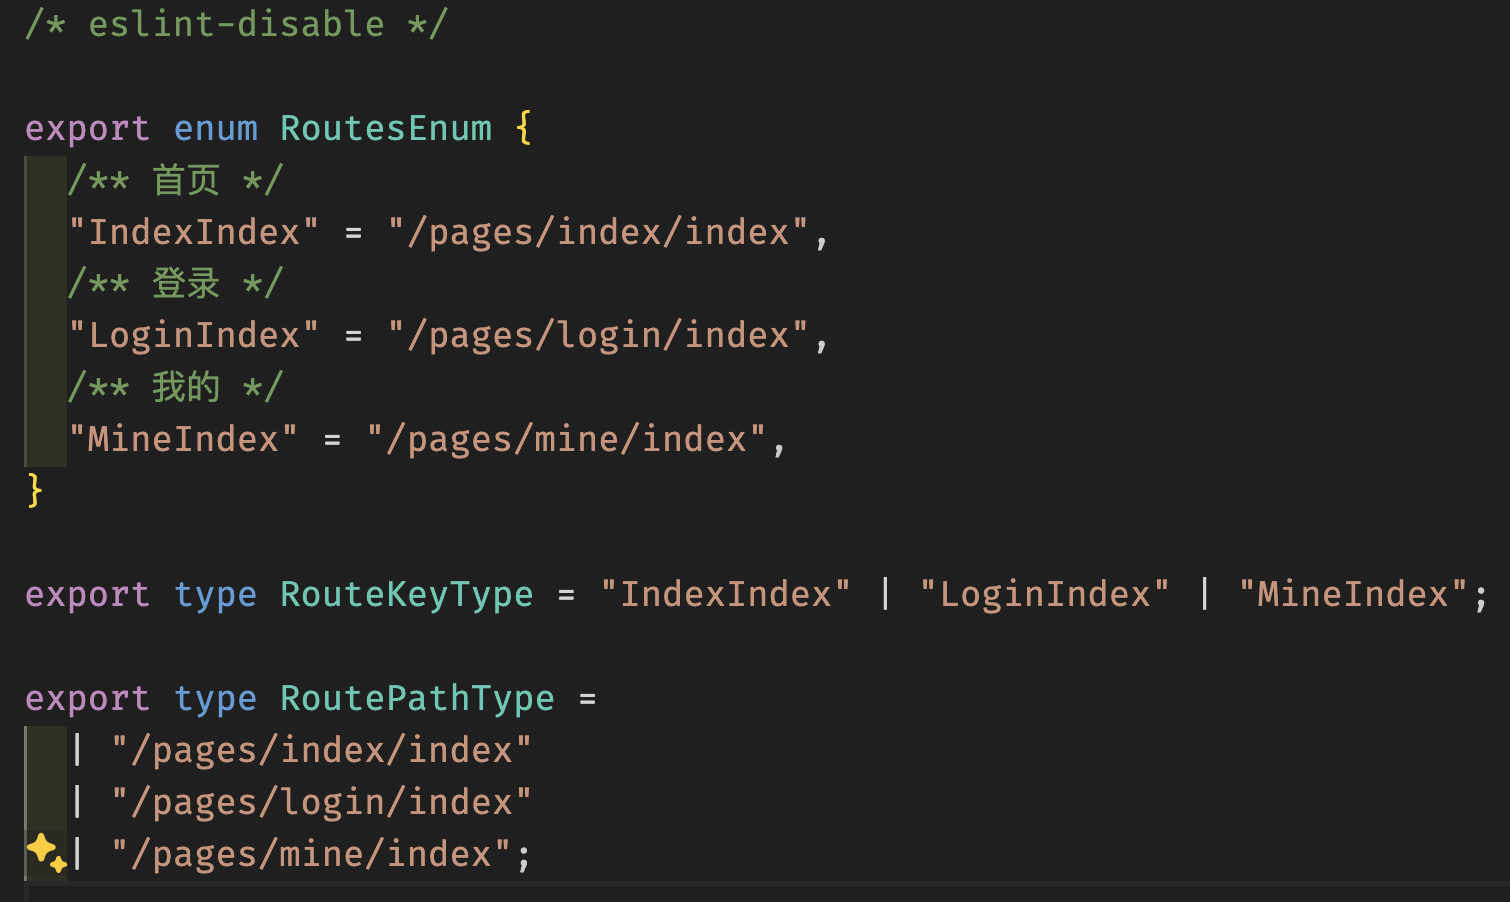 /* eslint-disable */
export enum RoutesEnum {
/** 首页 */
"IndexIndex" = "/pages/index/index",
/** 登录 */
"LoginIndex" = "/pages/login/index",
/** 我的 */
"MineIndex" = "/pages/mine/index",
}
export type RouteKeyType = "IndexIndex" | "LoginIndex" | "MineIndex";
export type RoutePathType =
| "/pages/index/index"
| "/pages/login/index"
| "/pages/mine/index";